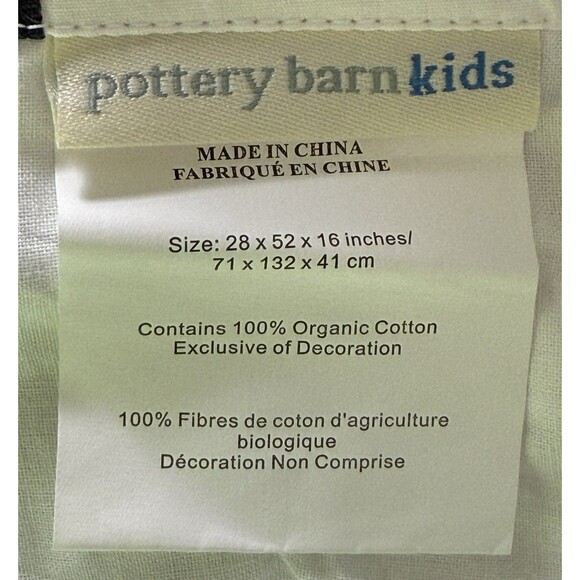 pottery barn kids
MADE IN CHINA
FABRIQUÉ EN CHINE
Size: 28 x 52 x 16 inches/
71 x 132 x 41 cm
Contains 100% Organic Cotton
Exclusive of Decoration
100% Fibres de coton d'agriculture
biologique
Décoration Non Comprise